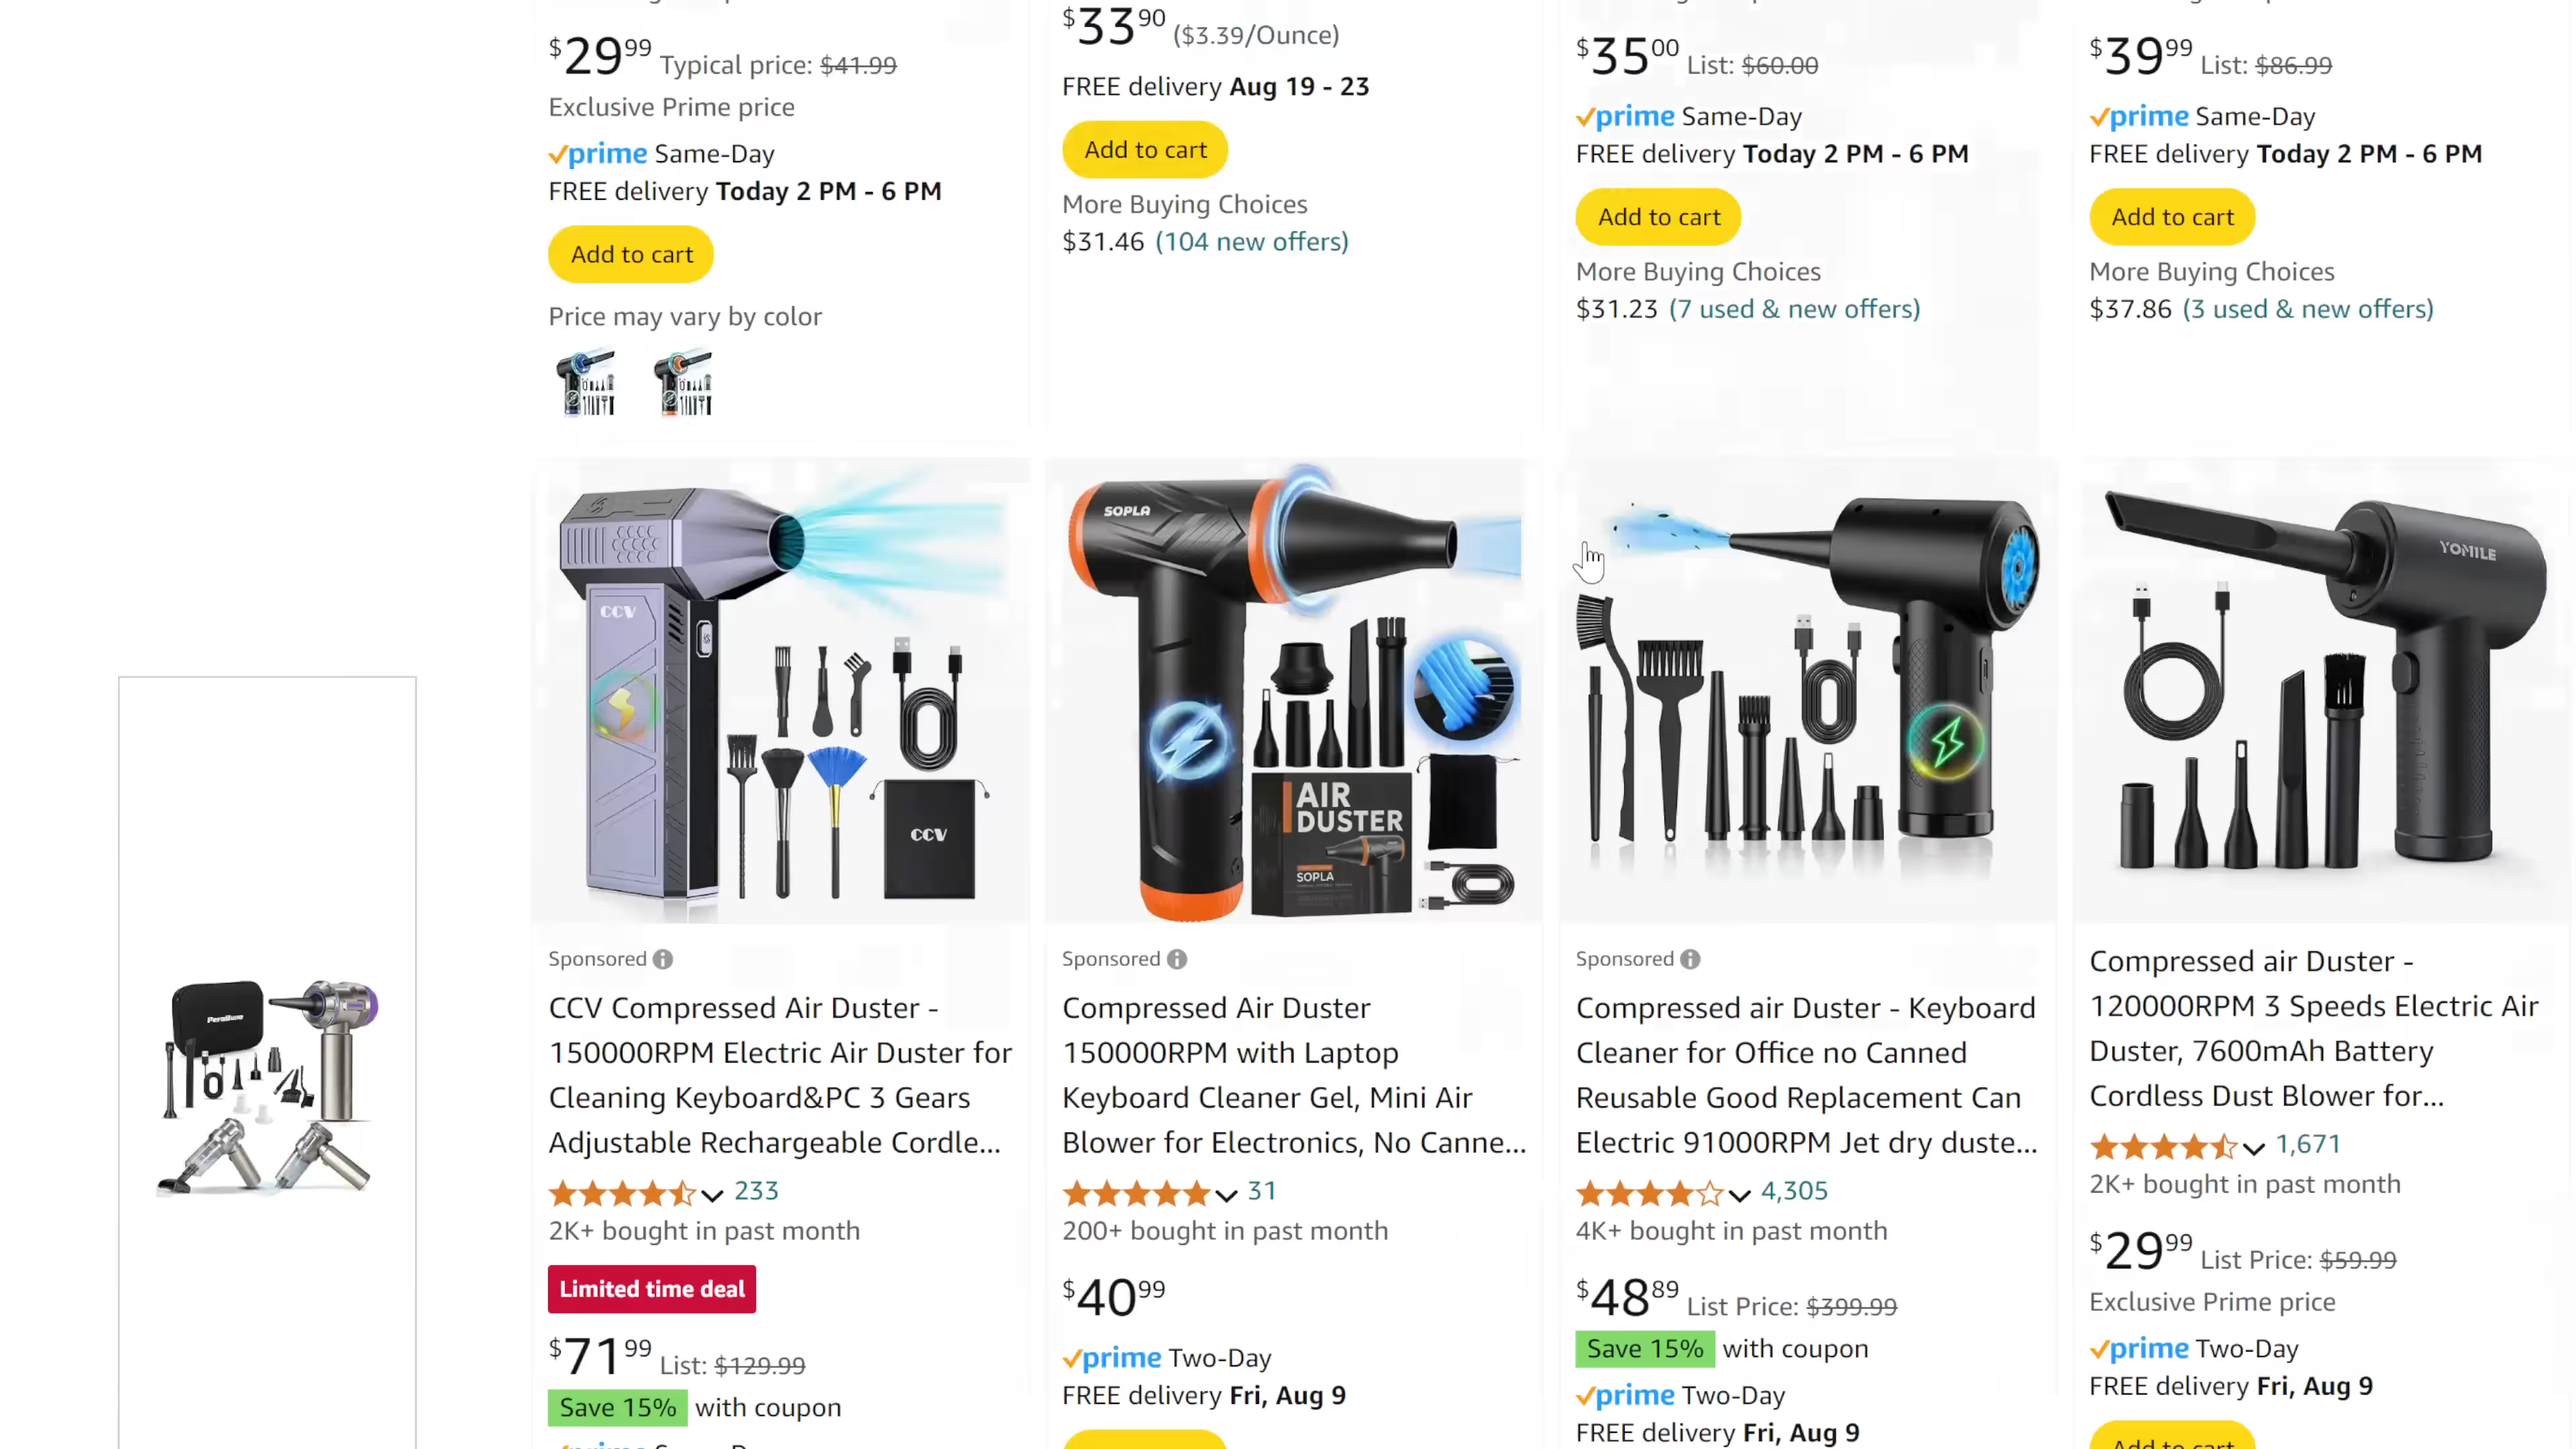 $29.99 Typical price: $41.99
Exclusive Prime price
prime Same-Day
FREE delivery Today 2 PM - 6 PM
Add to cart
Price may vary by color
$33.90 ($3.39/Ounce)
FREE delivery Aug 19 - 23
Add to cart
More Buying Choices
$31.46 (104 new offers)
$35.00 List: $60.00
prime Same-Day
FREE delivery Today 2 PM - 6 PM
Add to cart
More Buying Choices
$31.23 (7 used & new offers)
$39.99 List: $86.99
prime Same-Day
FREE delivery Today 2 PM - 6 PM
Add to cart
More Buying Choices
$37.86 (3 used & new offers)
CCV
CCV
Sponsored
CCV Compressed Air Duster -
150000RPM Electric Air Duster for
Cleaning Keyboard&PC 3 Gears
Adjustable Rechargeable Cordle...
233
2K+ bought in past month
Limited time deal
$71.99 List: $129.99
Save 15% with coupon
SOPLA
AIR
DUSTER
SOPLA
Sponsored
Compressed Air Duster
150000RPM with Laptop
Keyboard Cleaner Gel, Mini Air
Blower for Electronics, No Canne...
31
200+ bought in past month
$40.99
prime Two-Day
FREE delivery Fri, Aug 9
Sponsored
Compressed air Duster - Keyboard
Cleaner for Office no Canned
Reusable Good Replacement Can
Electric 91000RPM Jet dry duste...
4,305
4K+ bought in past month
$48.89 List Price: $399.99
Save 15% with coupon
prime Two-Day
FREE delivery Fri, Aug 9
YOMILE
Compressed air Duster -
120000RPM 3 Speeds Electric Air
Duster, 7600mAh Battery
Cordless Dust Blower for...
1,671
2K+ bought in past month
$29.99 List Price: $59.99
Exclusive Prime price
prime Two-Day
FREE delivery Fri, Aug 9
Add to cart